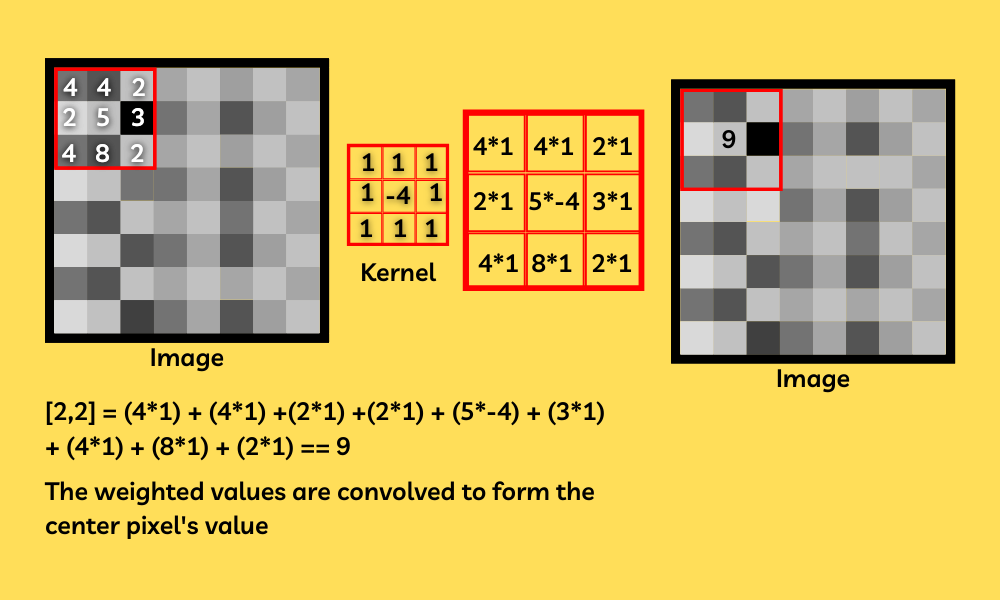 4 4 2
2 5 3
4 8 2
Image
1 1 1
1 -4 1
1 1 1
Kernel
4*1 4*1 2*1
2*1 5*-4 3*1
4*1 8*1 2*1
9
Image
[2,2] = (4*1) + (4*1) +(2*1) +(2*1) + (5*-4) + (3*1)
+ (4*1) + (8*1) + (2*1) == 9
The weighted values are convolved to form the
center pixel's value